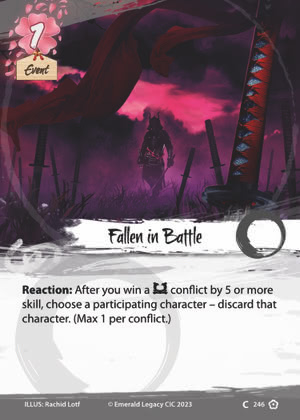 1
Event
Fallen in Battle
Reaction: After you win a conflict by 5 or more
skill, choose a participating character – discard that
character. (Max 1 per conflict.)
ILLUS: Rachid Lotf © Emerald Legacy CIC 2023 C 246